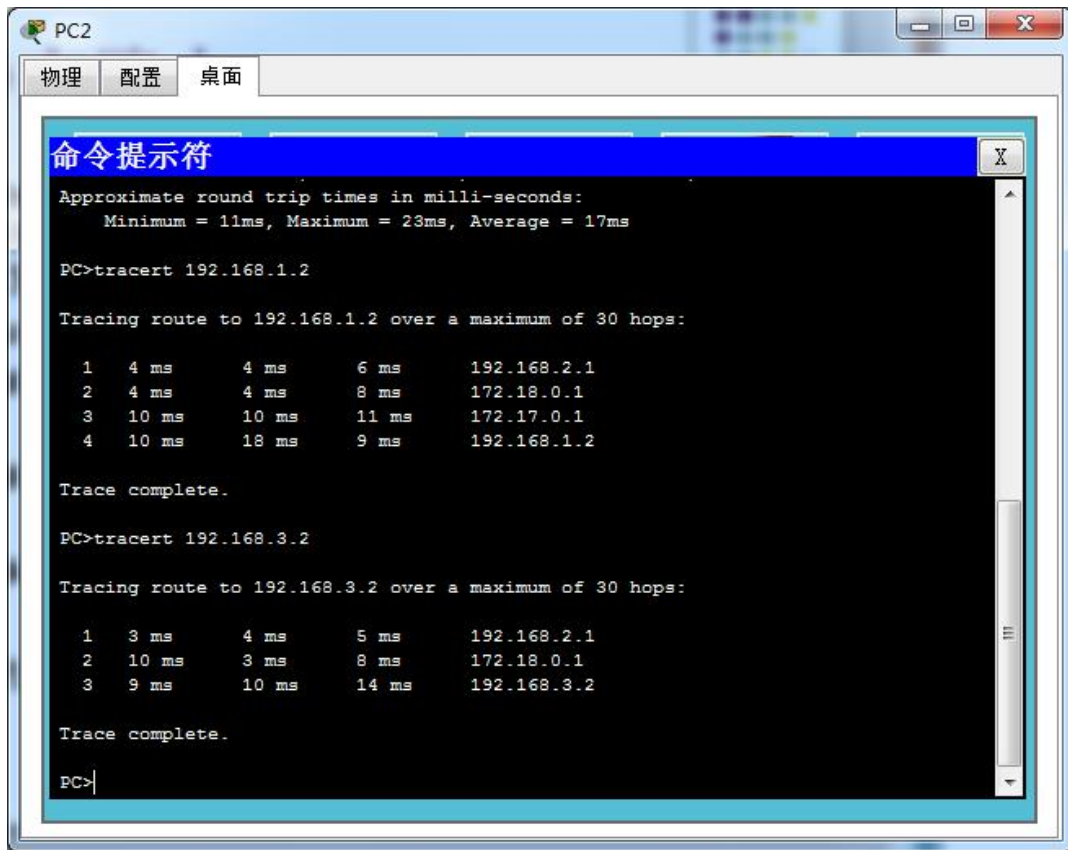 PC2
物理 配置 桌面
命令提示符
X
Approximate round trip times in milli-seconds:
Minimum = 11ms, Maximum = 23ms, Average = 17ms
PC>tracert 192.168.1.2
Tracing route to 192.168.1.2 over a maximum of 30 hops:
1 4 ms 4 ms 6 ms 192.168.2.1
2 4 ms 4 ms 8 ms 172.18.0.1
3 10 ms 10 ms 11 ms 172.17.0.1
4 10 ms 18 ms 9 ms 192.168.1.2
Trace complete.
PC>tracert 192.168.3.2
Tracing route to 192.168.3.2 over a maximum of 30 hops:
1 3 ms 4 ms 5 ms 192.168.2.1
2 10 ms 3 ms 8 ms 172.18.0.1
3 9 ms 10 ms 14 ms 192.168.3.2
Trace complete.
PC>